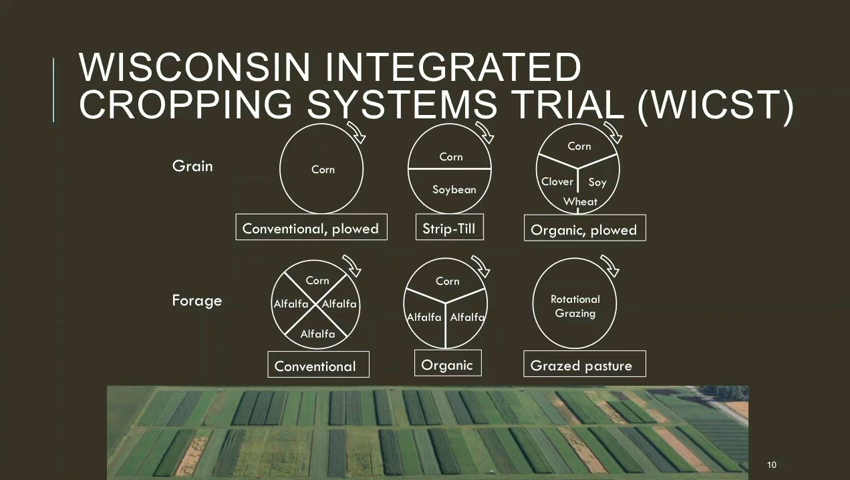 WISCONSIN INTEGRATED
CROPPING SYSTEMS TRIAL (WICST)
Grain
Corn
Conventional, plowed
Corn
Soybean
Strip-Till
Corn
Clover
Soy
Wheat
Organic, plowed
Forage
Corn
Alfalfa
Alfalfa
Alfalfa
Conventional
Corn
Alfalfa
Alfalfa
Organic
Rotational
Grazing
Grazed pasture
10